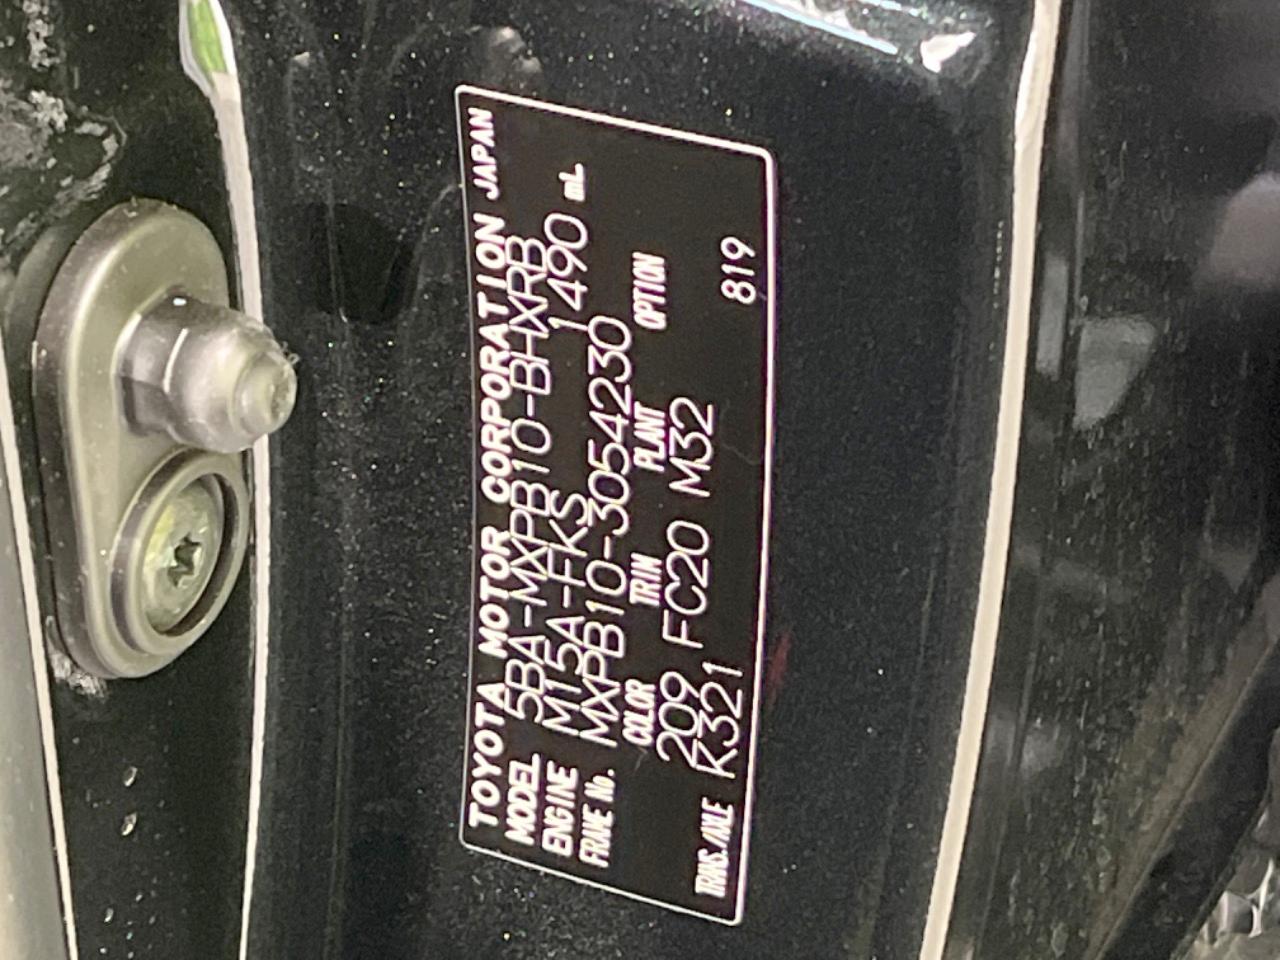 TOYOTA MOTOR CORPORATION JAPAN
MODEL 5BA-MXPB10-BHXRB
ENGINE M15A-FKS 1490 mL
FRAME No. MXPB10-3054230
COLOR TRIM PLANT OPTION
209 FC20 M32
TRANS./AXLE K321 819